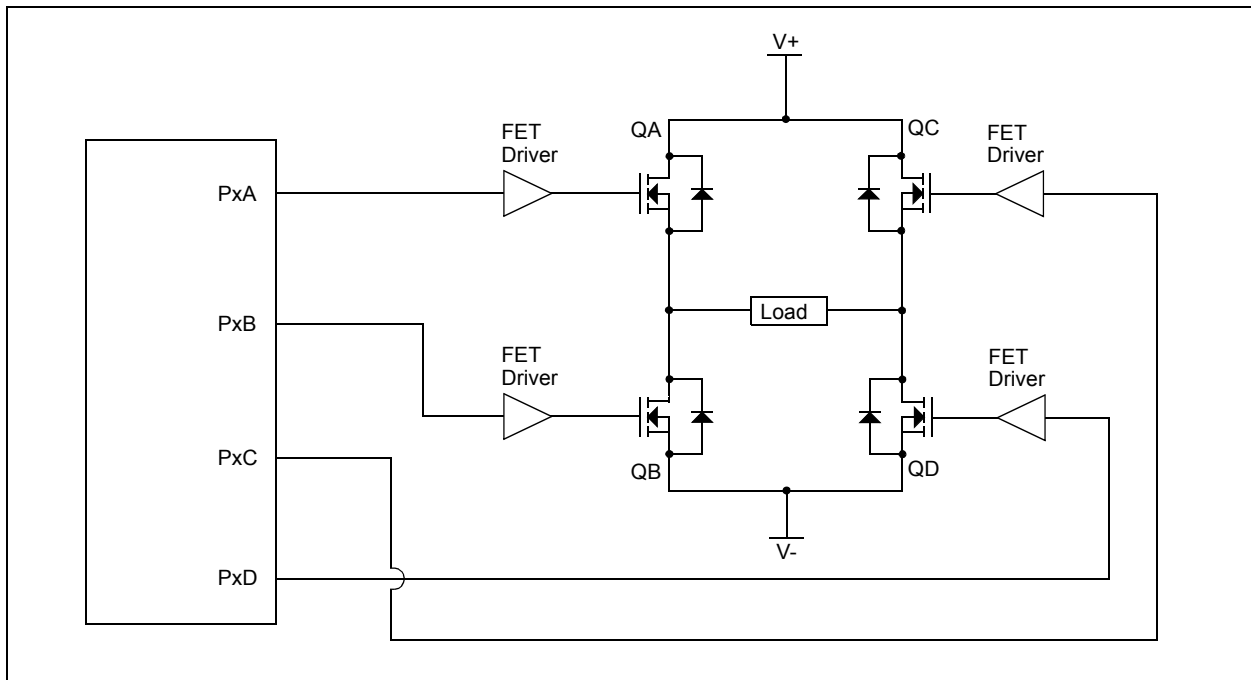 V+
FET
Driver
QA
QC
FET
Driver
PxA
PxB
Load
FET
Driver
FET
Driver
PxC
QB
QD
V-
PxD